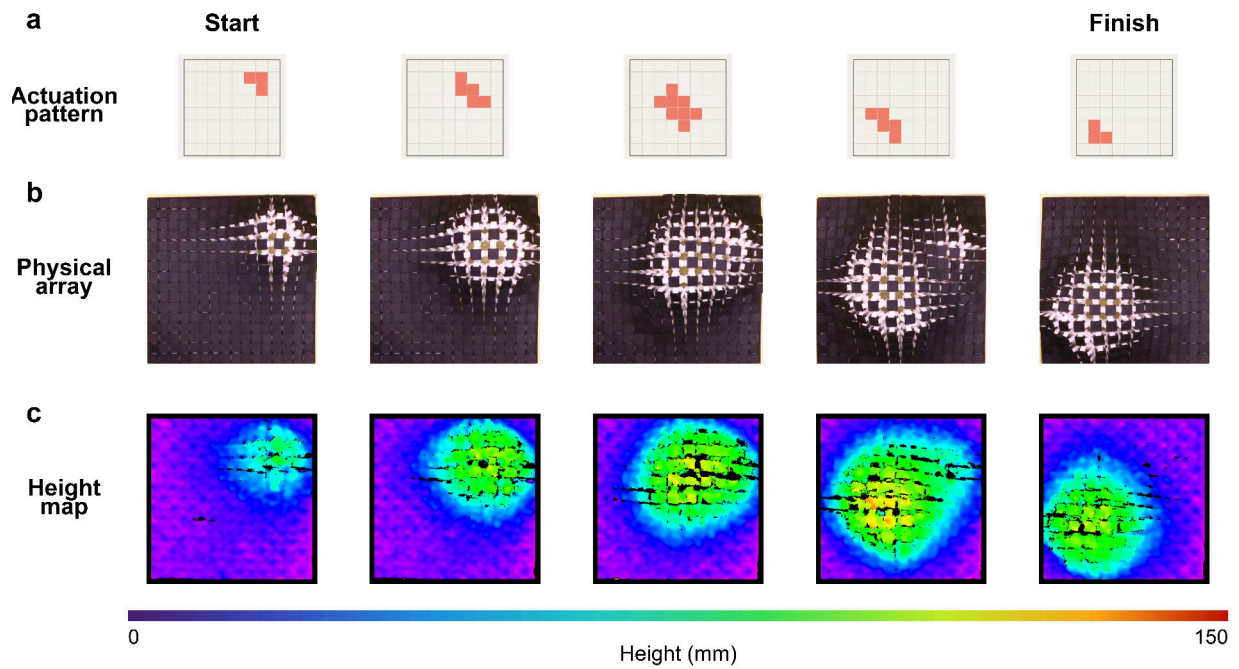 a
Start
Finish
Actuation
pattern
b
Physical
array
c
Height
map
0
150
Height (mm)